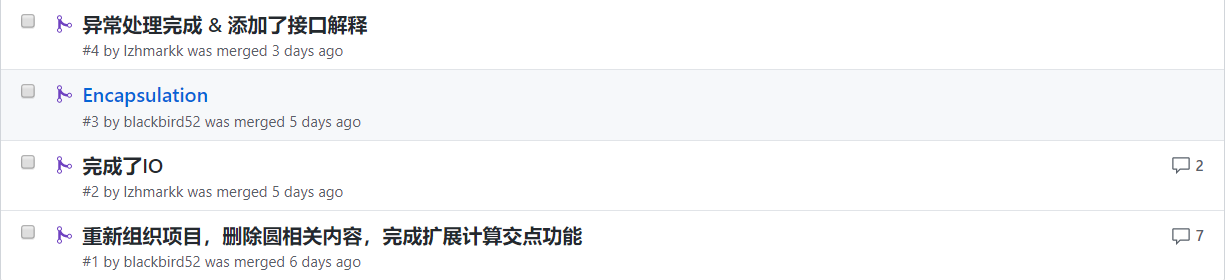 异常处理完成 & 添加了接口解释
#4 by lzhmarkk was merged 3 days ago
Encapsulation
#3 by blackbird52 was merged 5 days ago
完成了IO
2
#2 by lzhmarkk was merged 5 days ago
重新组织项目，删除圆相关内容，完成扩展计算交点功能
7
#1 by blackbird52 was merged 6 days ago